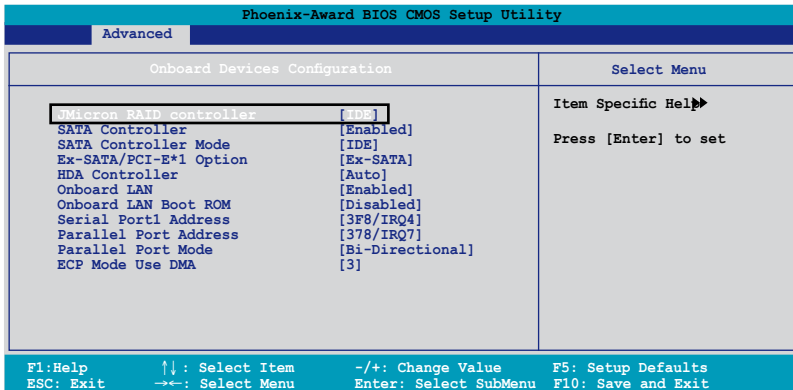 Phoenix-Award BIOS CMOS Setup Utility
Advanced
Onboard Devices Configuration
Select Menu
JMicron RAID controller [IDE]
SATA Controller [Enabled]
SATA Controller Mode [IDE]
Ex-SATA/PCI-E*1 Option [Ex-SATA]
HDA Controller [Auto]
Onboard LAN [Enabled]
Onboard LAN Boot ROM [Disabled]
Serial Port1 Address [3F8/IRQ4]
Parallel Port Address [378/IRQ7]
Parallel Port Mode [Bi-Directional]
ECP Mode Use DMA [3]
Item Specific Help
Press [Enter] to set
F1:Help ↑↓: Select Item -/+: Change Value F5: Setup Defaults
ESC: Exit →←: Select Menu Enter: Select SubMenu F10: Save and Exit